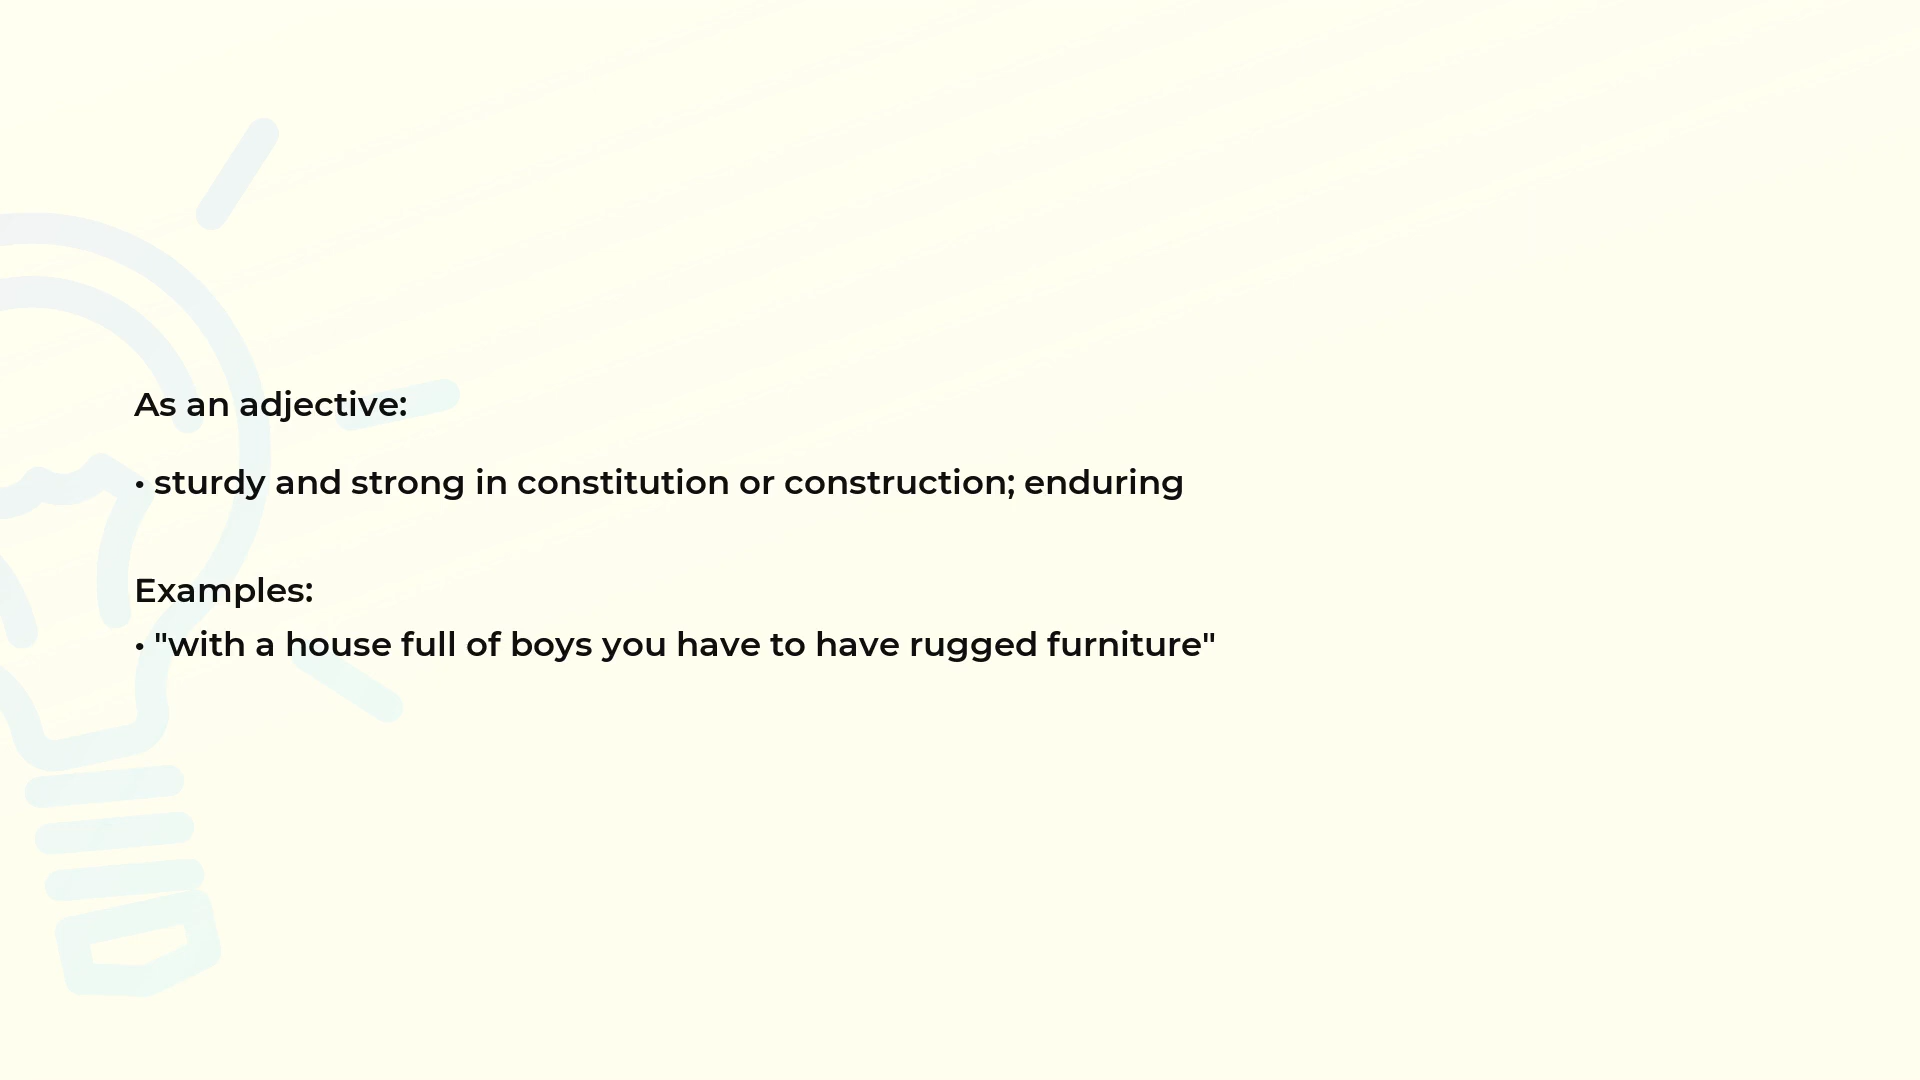 As an adjective:
• sturdy and strong in constitution or construction; enduring
Examples:
• "with a house full of boys you have to have rugged furniture"